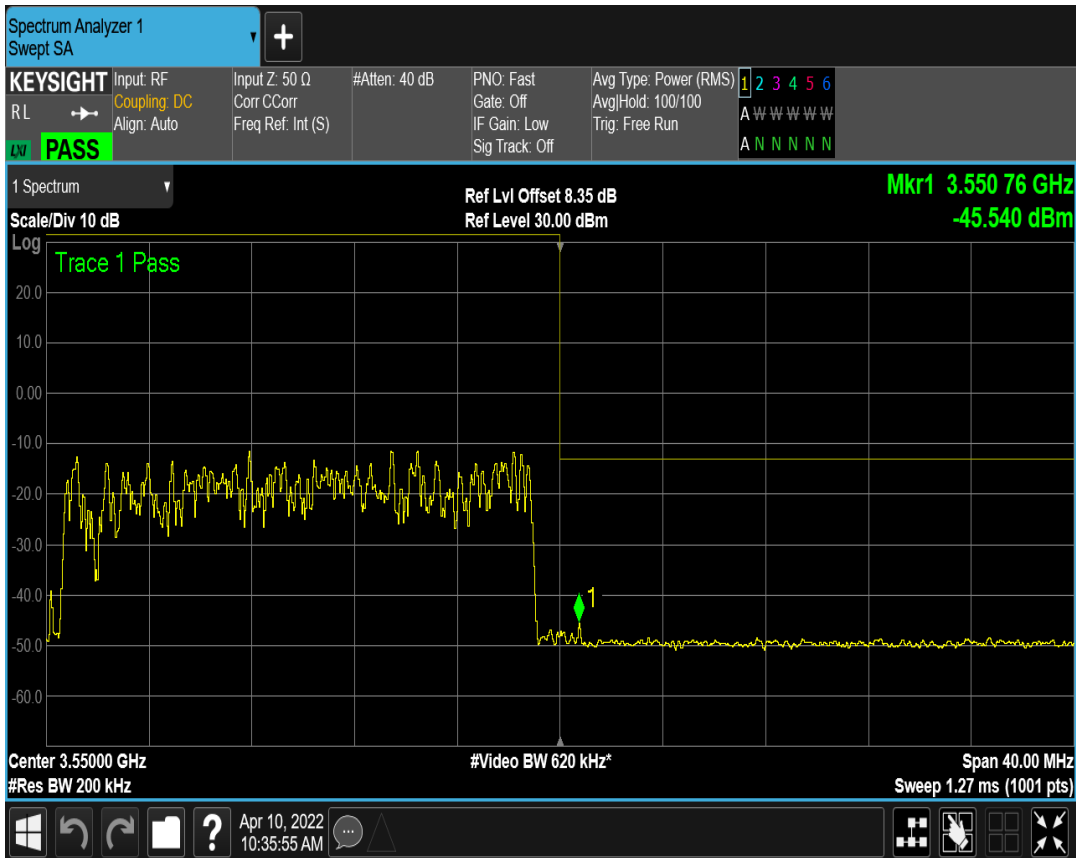 Spectrum Analyzer 1
Swept SA
+
KEYSIGHT
RL
LXI
PASS
Input: RF
Coupling: DC
Align: Auto
Input Z: 50 Ω
Corr CCorr
Freq Ref: Int (S)
#Atten: 40 dB
PNO: Fast
Gate: Off
IF Gain: Low
Sig Track: Off
Avg Type: Power (RMS)
Avg|Hold: 100/100
Trig: Free Run
1 2 3 4 5 6
A W W W W W
A N N N N N
1 Spectrum
Scale/Div 10 dB
Ref Lvl Offset 8.35 dB
Ref Level 30.00 dBm
Mkr1 3.550 76 GHz
-45.540 dBm
Log
Trace 1 Pass
20.0
10.0
0.00
-10.0
-20.0
-30.0
-40.0
1
-50.0
-60.0
Center 3.55000 GHz
#Res BW 200 kHz
#Video BW 620 kHz*
Span 40.00 MHz
Sweep 1.27 ms (1001 pts)
?
Apr 10, 2022
10:35:55 AM